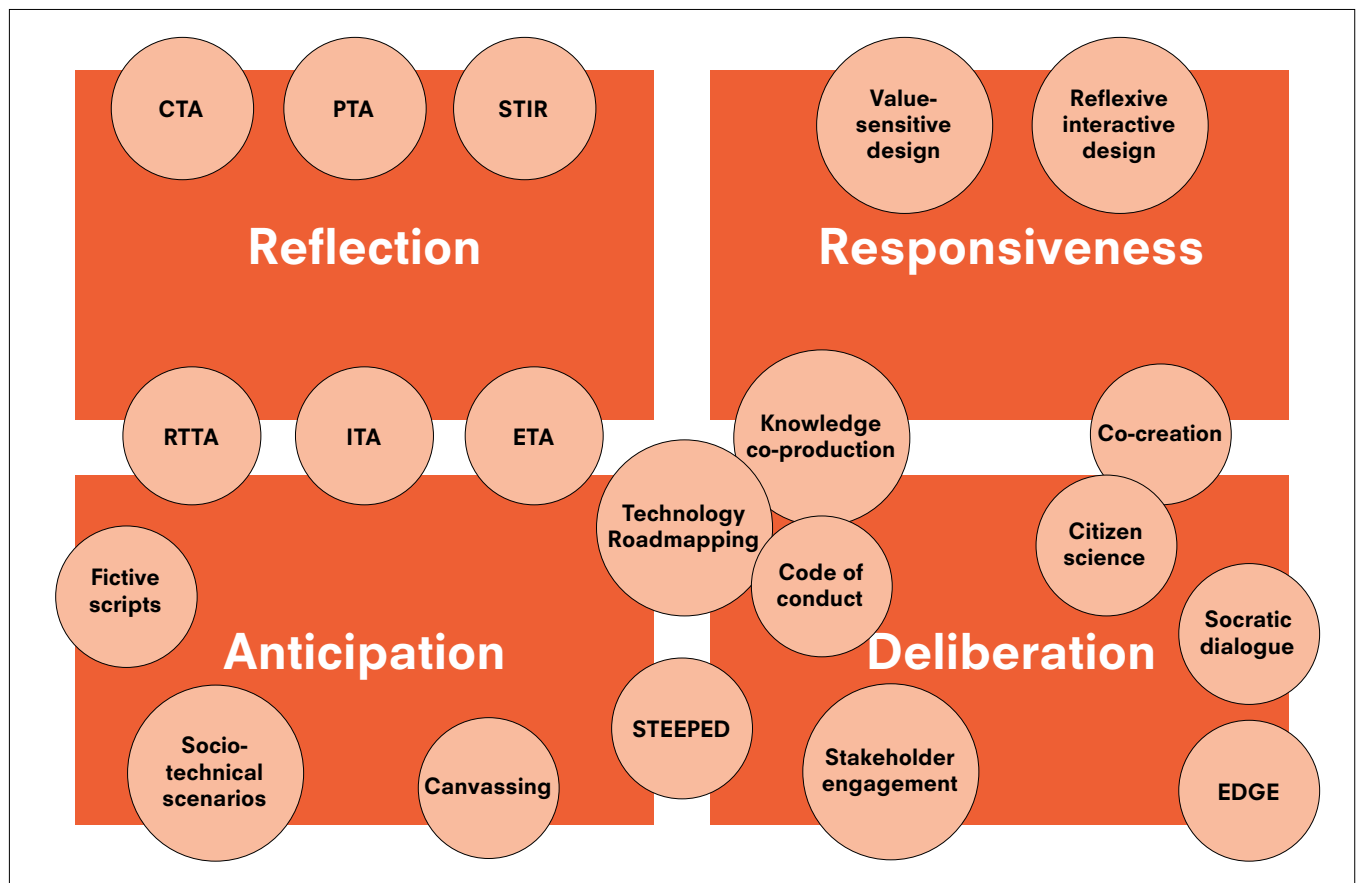 CTA
PTA
STIR
Value-
sensitive
design
Reflexive
interactive
design
Reflection
Responsiveness
RTTA
ITA
ETA
Knowledge
co-production
Co-creation
Technology
Roadmapping
Code of
conduct
Citizen
science
Fictive
scripts
Socratic
dialogue
Anticipation
Deliberation
Socio-
technical
scenarios
Canvassing
STEEPED
Stakeholder
engagement
EDGE